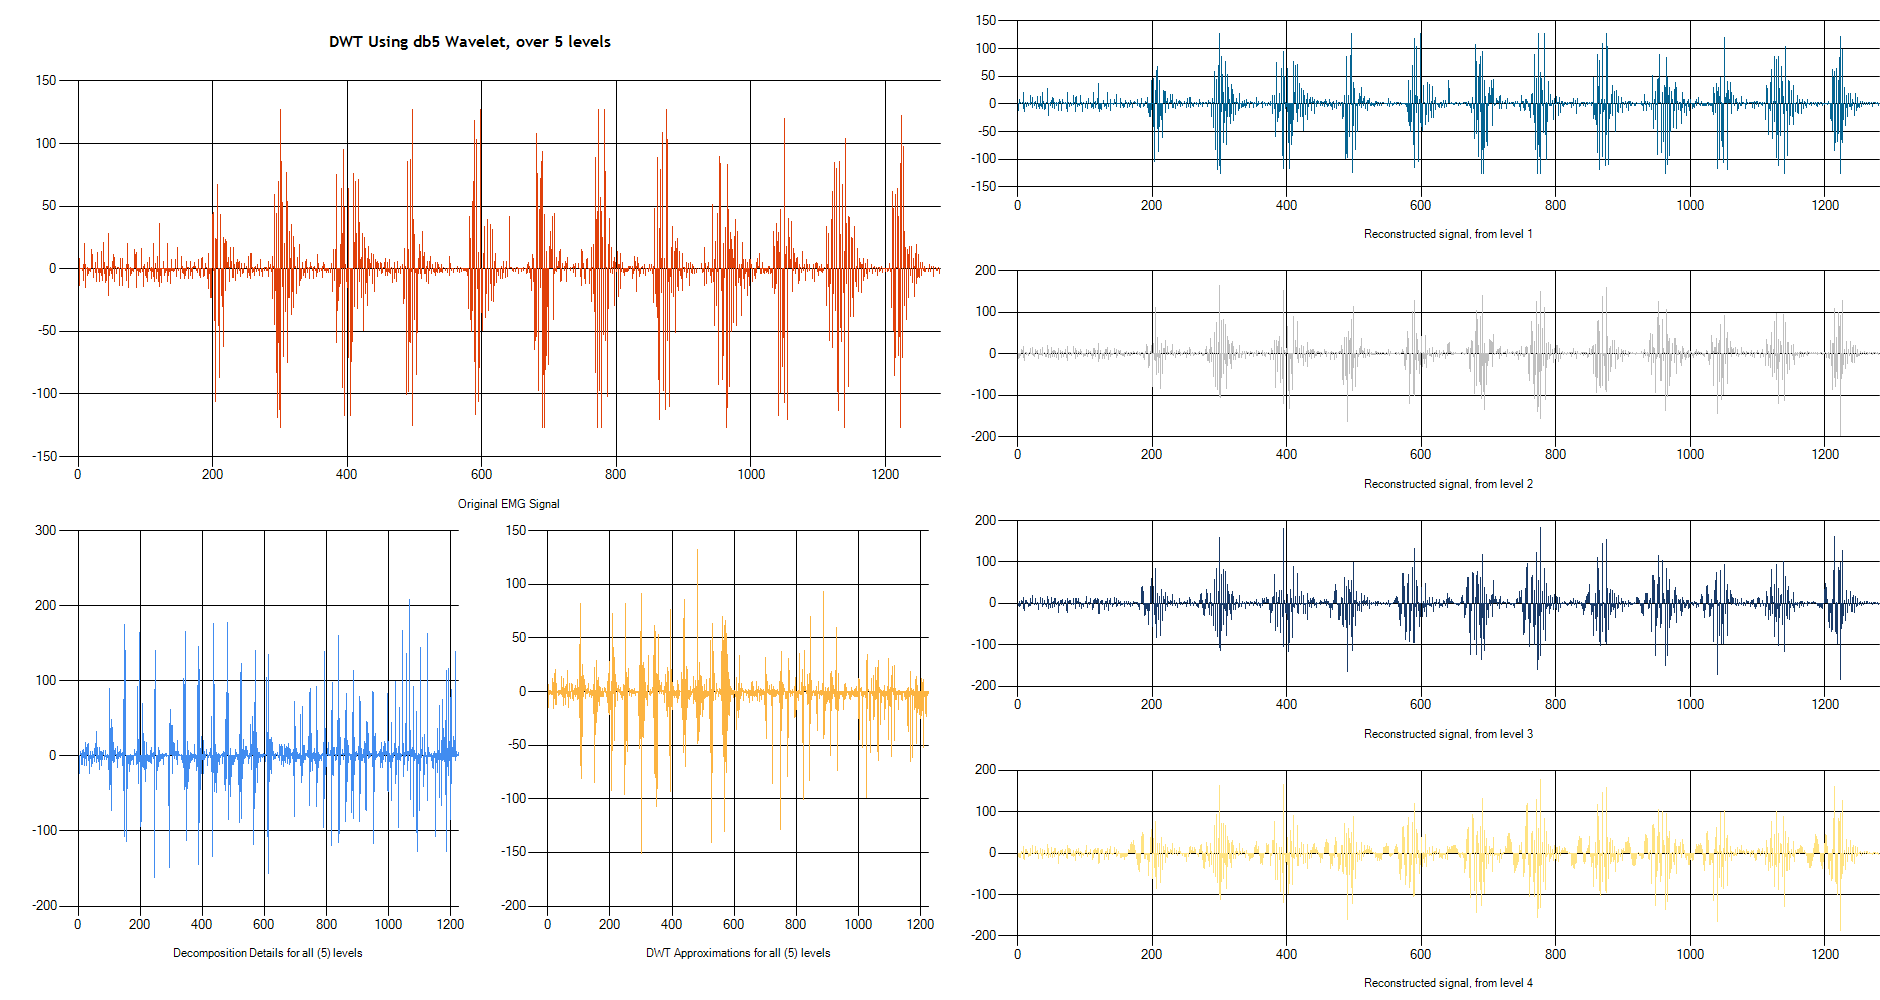 DWT Using db5 Wavelet, over 5 levels
150
100
50
0
-50
-100
-150
0 200 400 600 800 1000 1200
Original EMG Signal
300
200
100
0
-100
-200
0 200 400 600 800 1000 1200
Decomposition Details for all (5) levels
150
100
50
0
-50
-100
-150
-200
0 200 400 600 800 1000 1200
DWT Approximations for all (5) levels
150
100
50
0
-50
-100
-150
0 200 400 600 800 1000 1200
Reconstructed signal, from level 1
200
100
0
-100
-200
0 200 400 600 800 1000 1200
Reconstructed signal, from level 2
200
100
0
-100
-200
0 200 400 600 800 1000 1200
Reconstructed signal, from level 3
200
100
0
-100
-200
0 200 400 600 800 1000 1200
Reconstructed signal, from level 4